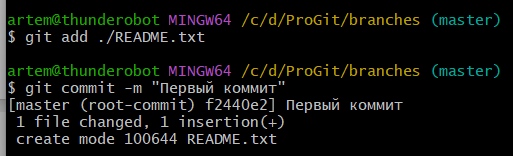 artem@thunderobot MINGW64 /c/d/ProGit/branches (master)
$ git add ./README.txt
artem@thunderobot MINGW64 /c/d/ProGit/branches (master)
$ git commit -m "Первый коммит"
[master (root-commit) f2440e2] Первый коммит
 1 file changed, 1 insertion(+)
 create mode 100644 README.txt